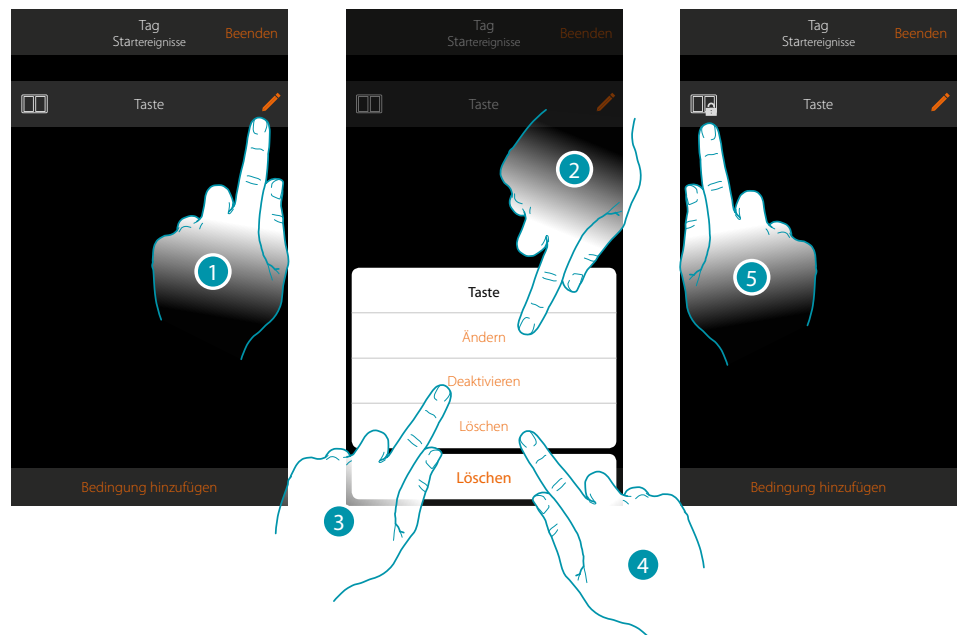 Tag
Startereignisse
Beenden
Taste
1
Tag
Startereignisse
Beenden
Taste
2
Taste
Ändern
Deaktivieren
Löschen
Löschen
3
4
Tag
Startereignisse
Beenden
Taste
5
Bedingung hinzufügen
Bedingung hinzufügen